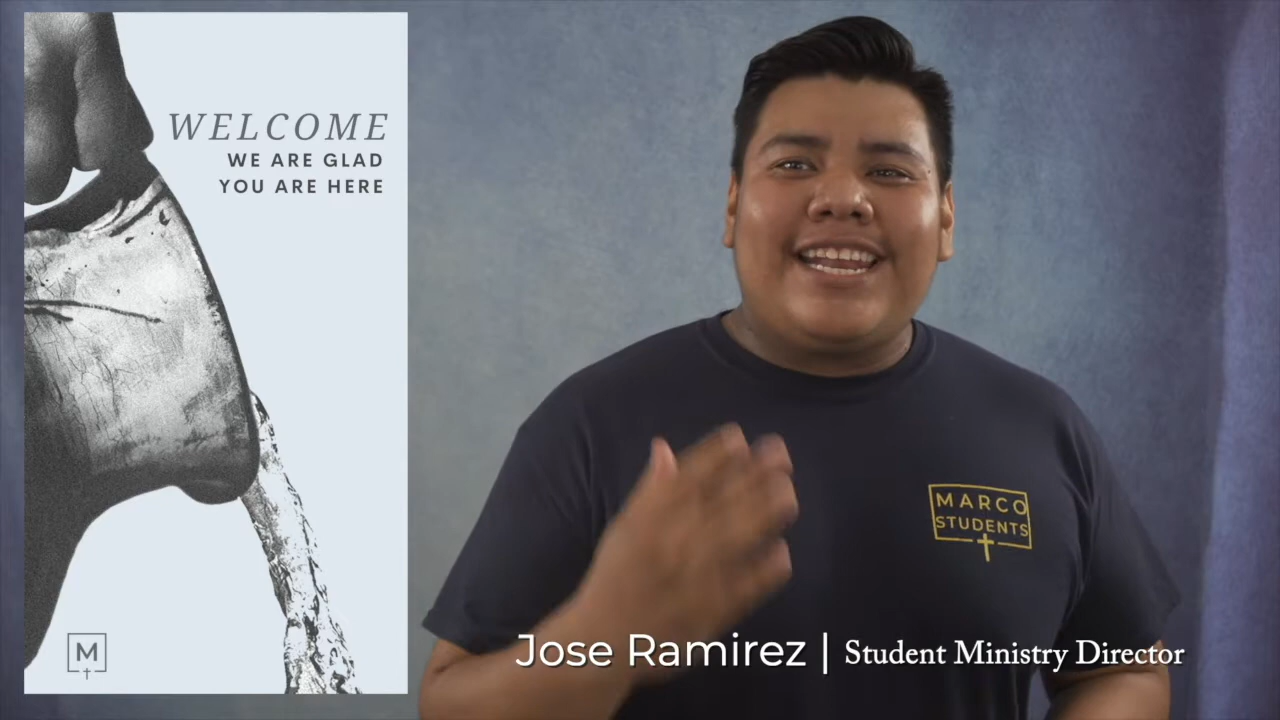 WELCOME
WE ARE GLAD
YOU ARE HERE
M
MARCO
STUDENTS
Jose Ramirez | Student Ministry Director